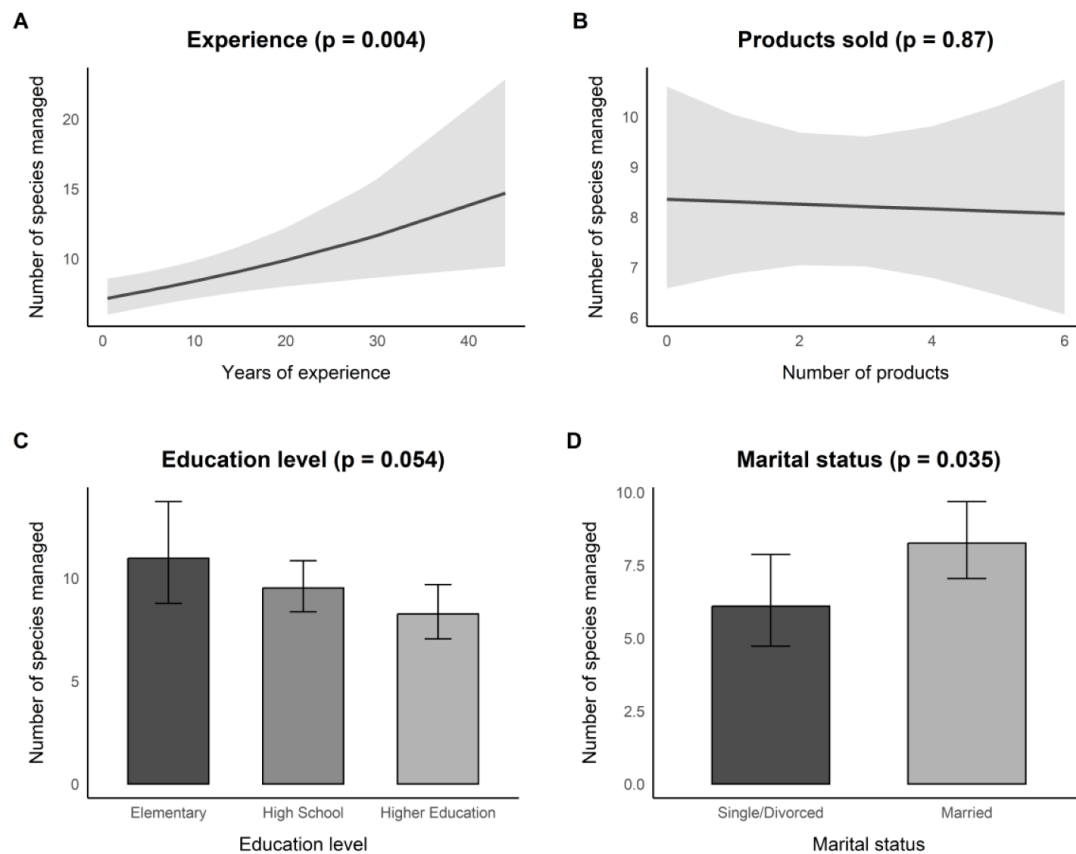 A
Experience (p = 0.004)
Number of species managed
20
15
10
0 10 20 30 40
Years of experience
B
Products sold (p = 0.87)
Number of species managed
10
9
8
7
6
0 2 4 6
Number of products
C
Education level (p = 0.054)
Number of species managed
10
5
0
Elementary High School Higher Education
Education level
D
Marital status (p = 0.035)
Number of species managed
10.0
7.5
5.0
2.5
0.0
Single/Divorced Married
Marital status